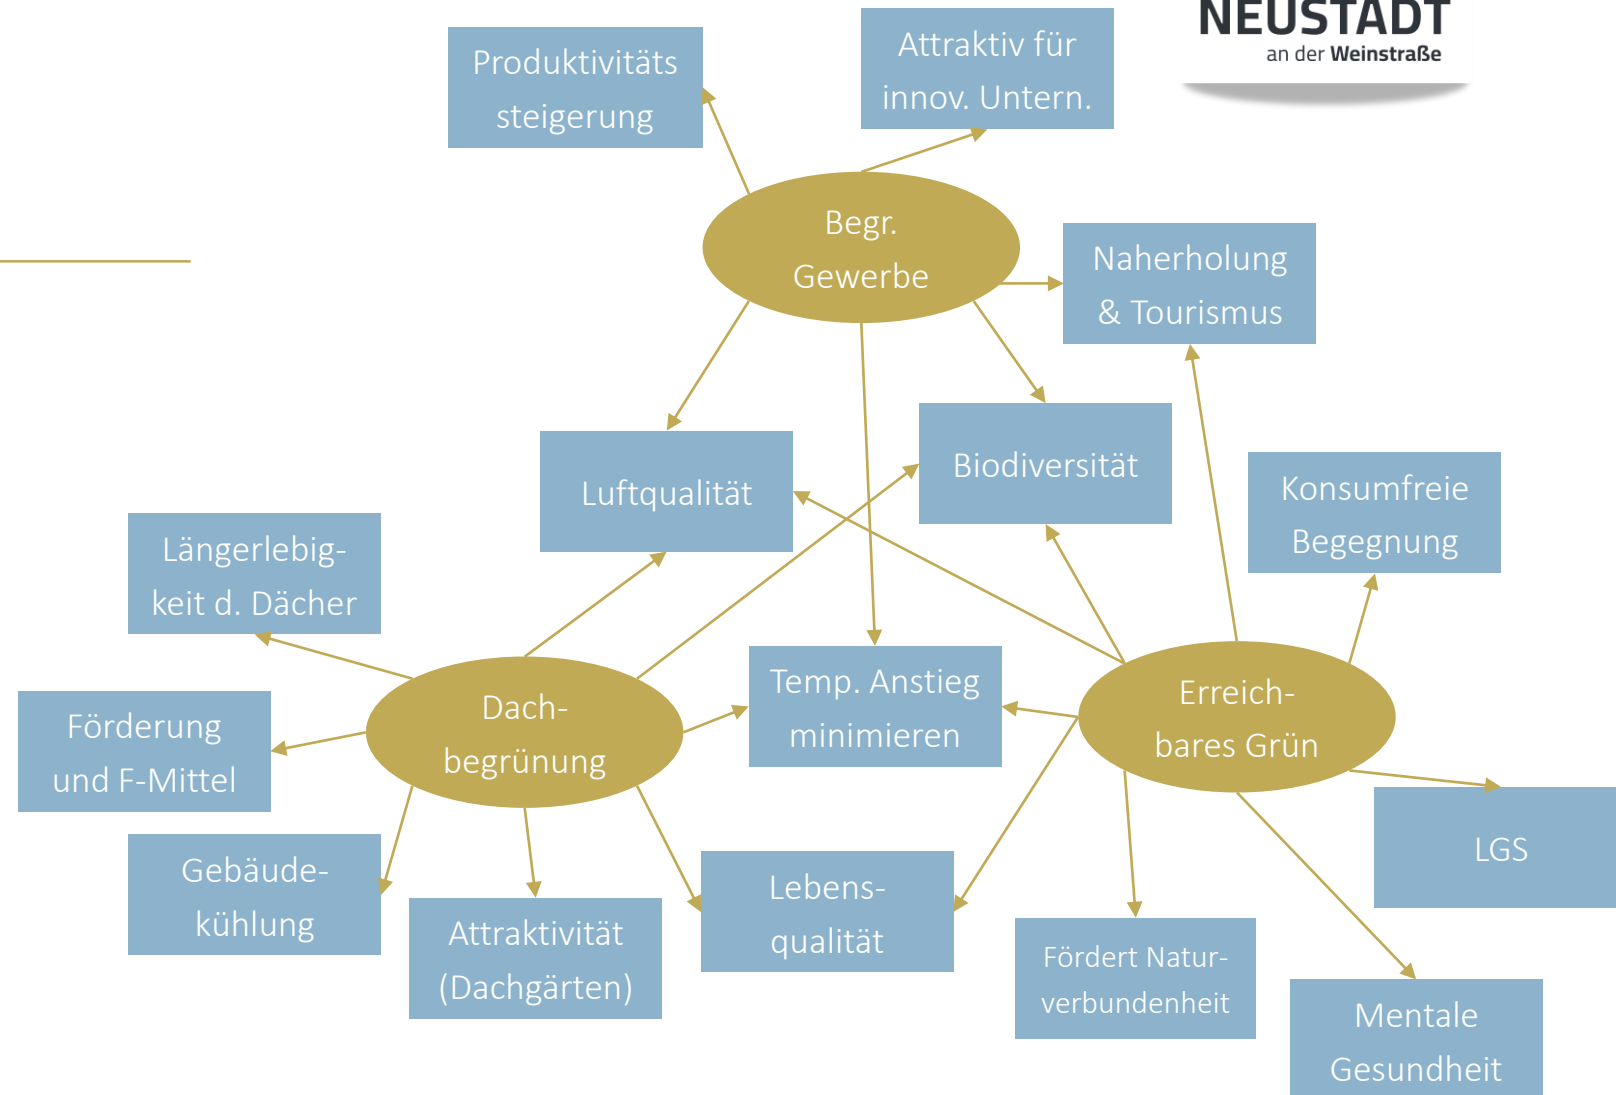 NEUSTADT
an der Weinstraße
Produktivitäts
steigerung
Attraktiv für
innov. Untern.
Begr.
Gewerbe
Naherholung
& Tourismus
Luftqualität
Biodiversität
Konsumfreie
Begegnung
Längerlebig-
keit d. Dächer
Förderung
und F-Mittel
Dach-
begrünung
Temp. Anstieg
minimieren
Erreich-
bares Grün
Gebäude-
kühlung
Attraktivität
(Dachgärten)
Lebens-
qualität
Fördert Natur-
verbundenheit
LGS
Mentale
Gesundheit